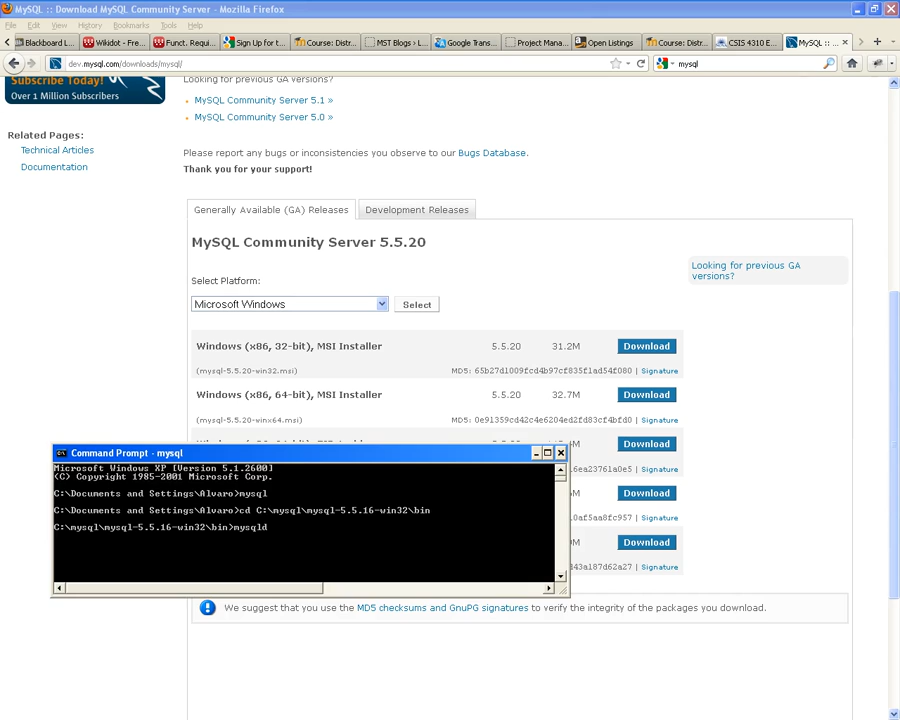 MySQL :: Download MySQL Community Server - Mozilla Firefox
File Edit View History Bookmarks Tools Help
Blackboard L... Wikidot - Fre... Funct. Requi... Sign Up for t... Course: Distr... MST Blogs > L... Google Trans... Project Mana... Open Listings Course: Distr... CSIS 4310 E... MySQL :: ...
dev.mysql.com/downloads/mysql/ mysql
Subscribe Today!
Over 1 Million Subscribers
Related Pages:
Technical Articles
Documentation
Looking for previous GA versions?
MySQL Community Server 5.1 »
MySQL Community Server 5.0 »
Please report any bugs or inconsistencies you observe to our Bugs Database.
Thank you for your support!
Generally Available (GA) Releases Development Releases
MySQL Community Server 5.5.20
Looking for previous GA
versions?
Select Platform:
Microsoft Windows Select
Windows (x86, 32-bit), MSI Installer 5.5.20 31.2M Download
(mysql-5.5.20-win32.msi) MD5: 65b27d1009fcd4b97cf835f1ad54f080 | Signature
Windows (x86, 64-bit), MSI Installer 5.5.20 32.7M Download
(mysql-5.5.20-winx64.msi) MD5: 0e91359cd42c4e6204ed2fd83cf4bfd0 | Signature
Download
16ea23761a0e5 | Signature
Download
0af5aa8fc957 | Signature
Download
d43a187d62a27 | Signature
Command Prompt - mysql
Microsoft Windows XP [Version 5.1.2600]
(C) Copyright 1985-2001 Microsoft Corp.
C:\Documents and Settings\Alvaro>mysql
C:\Documents and Settings\Alvaro>cd C:\mysql\mysql-5.5.16-win32\bin
C:\mysql\mysql-5.5.16-win32\bin>mysqld
We suggest that you use the MD5 checksums and GnuPG signatures to verify the integrity of the packages you download.